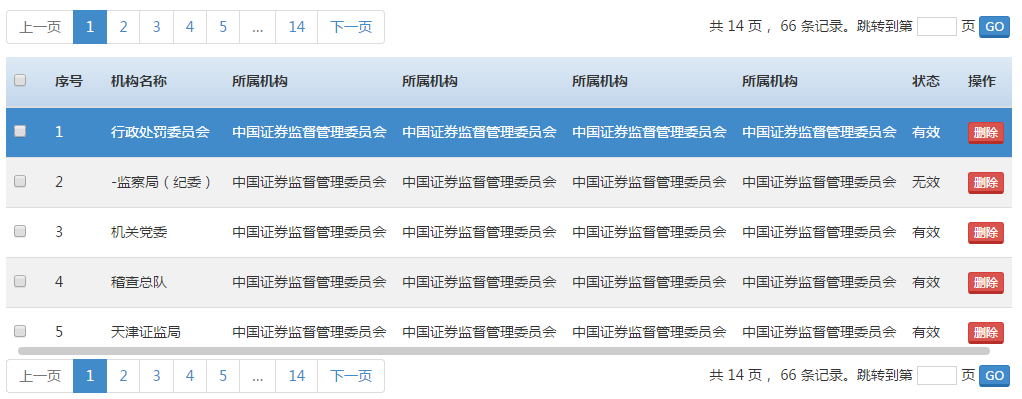 上一页 1 2 3 4 5 ... 14 下一页 共 14 页， 66 条记录。跳转到第 页 GO
序号 机构名称 所属机构 所属机构 所属机构 所属机构 状态 操作
1 行政处罚委员会 中国证券监督管理委员会 中国证券监督管理委员会 中国证券监督管理委员会 中国证券监督管理委员会 有效 删除
2 -监察局（纪委） 中国证券监督管理委员会 中国证券监督管理委员会 中国证券监督管理委员会 中国证券监督管理委员会 无效 删除
3 机关党委 中国证券监督管理委员会 中国证券监督管理委员会 中国证券监督管理委员会 中国证券监督管理委员会 有效 删除
4 稽查总队 中国证券监督管理委员会 中国证券监督管理委员会 中国证券监督管理委员会 中国证券监督管理委员会 有效 删除
5 天津证监局 中国证券监督管理委员会 中国证券监督管理委员会 中国证券监督管理委员会 中国证券监督管理委员会 有效 删除
上一页 1 2 3 4 5 ... 14 下一页 共 14 页， 66 条记录。跳转到第 页 GO